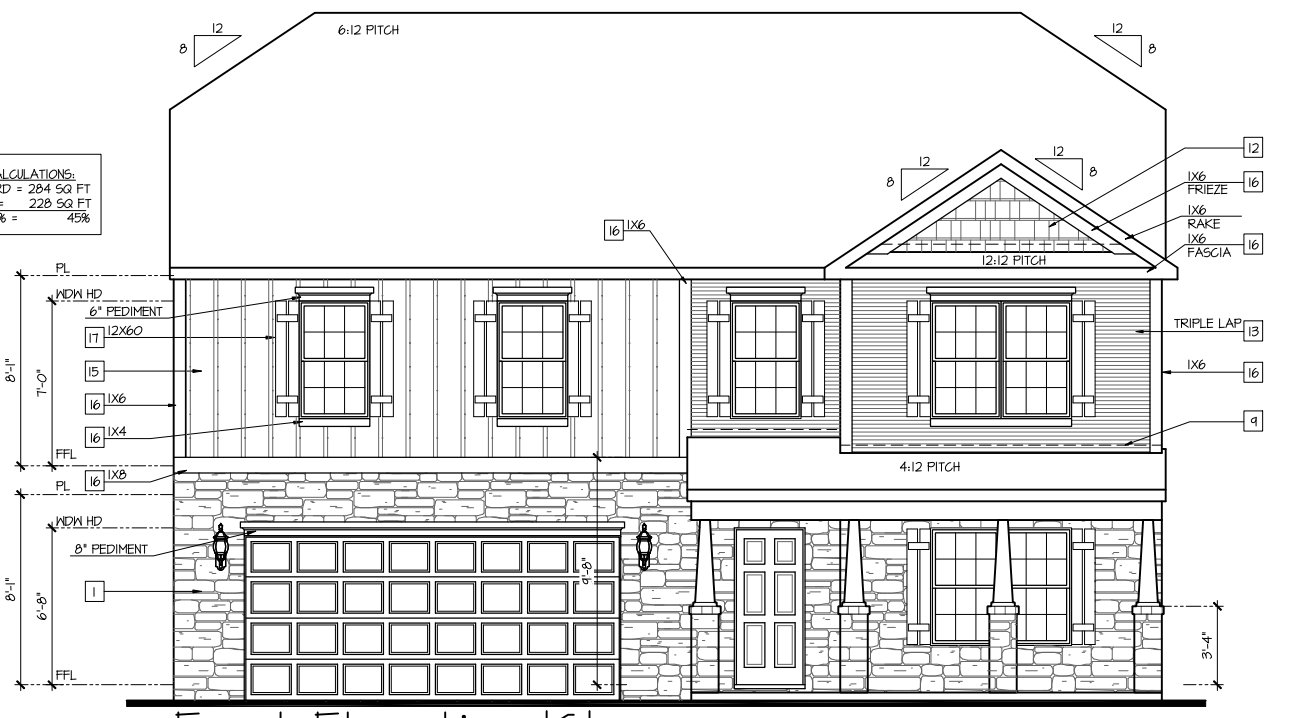 12
8
6:12 PITCH
12
8
ALCULATIONS:
RD = 284 SQ FT
= 228 SQ FT
% = 45%
12
8
12
8
12
1X6
FRIEZE
16
1X6
RAKE
1X6
FASCIA
16
16 1X6
12:12 PITCH
PL
WDW HD
6" PEDIMENT
17 12X60
15
16 1X6
16 1X4
FFL
16 1X8
PL
8'-1"
7'-0"
TRIPLE LAP 13
1X6 16
9
4:12 PITCH
WDW HD
8" PEDIMENT
1
FFL
8'-1"
6'-8"
9'-8"
3'-4"